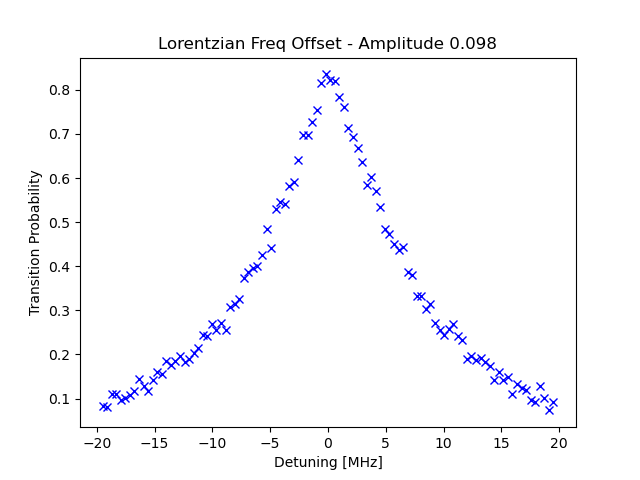 Lorentzian Freq Offset - Amplitude 0.098
Transition Probability
0.8
0.7
0.6
0.5
0.4
0.3
0.2
0.1
−20 −15 −10 −5 0 5 10 15 20
Detuning [MHz]